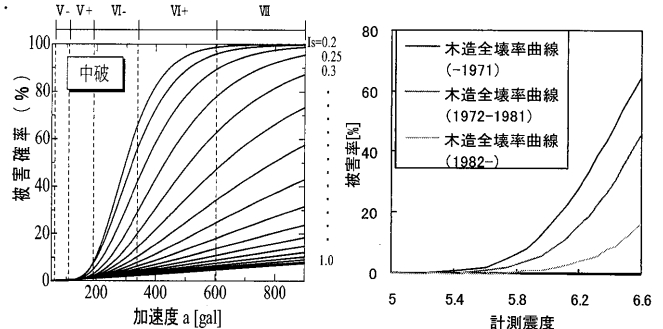 V- V+ VI- VI+ VII
100
80
60
40
20
0
被害確率(%)
中破
Is=0.2
0.25
0.3
1.0
200 400 600 800
加速度 a [gal]
80
60
40
20
0
被害率[%]
木造全壊率曲線
(-1971)
木造全壊率曲線
(1972-1981)
木造全壊率曲線
(1982-)
5 5.4 5.8 6.2 6.6
計測震度